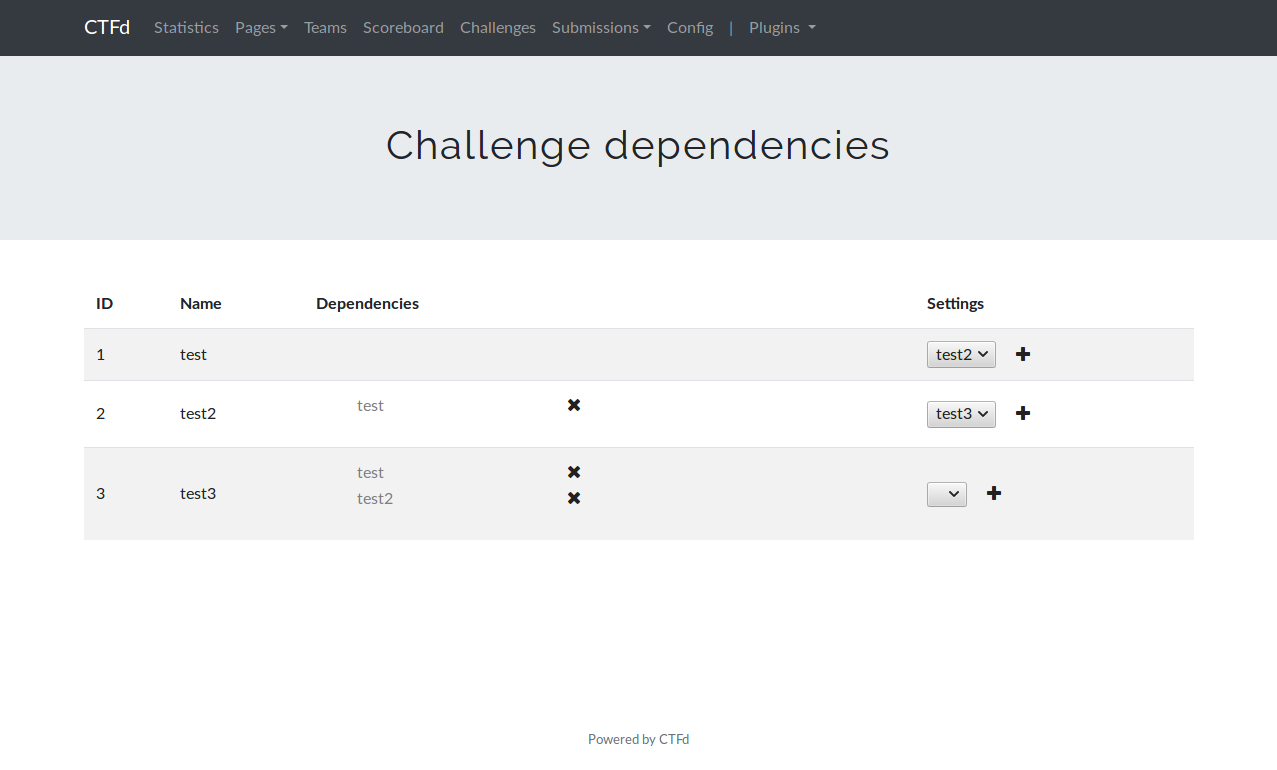 CTFd Statistics Pages Teams Scoreboard Challenges Submissions Config | Plugins
Challenge dependencies
ID Name Dependencies Settings
1 test test2
2 test2 test test3
test
3 test3
test2
Powered by CTFd